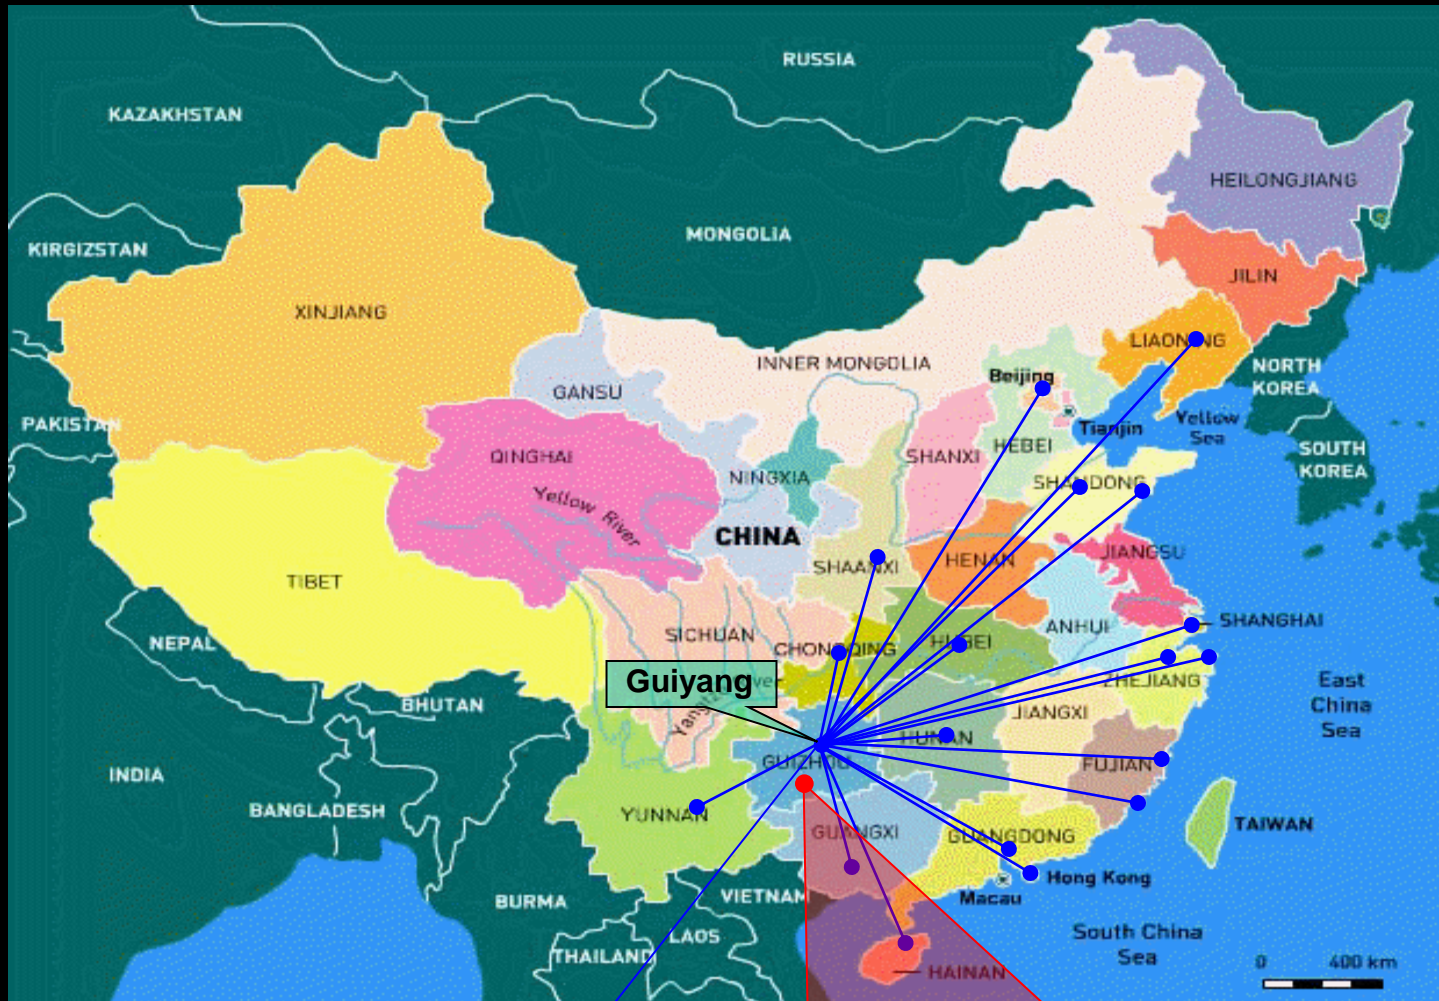 RUSSIA
KAZAKHSTAN
HEILONGJIANG
MONGOLIA
KIRGIZSTAN
JILIN
XINJIANG
LIAONING
INNER MONGOLIA
NORTH
KOREA
Beijing
GANSU
PAKISTAN
Tianjin
Yellow
Sea
HEBEI
SHANXI
QINGHAI
SOUTH
KOREA
NINGXIA
SHANDONG
Yellow River
CHINA
JIANGSU
HENAN
SHAANXI
TIBET
SHANGHAI
ANHUI
SICHUAN
NEPAL
HUBEI
CHONGQING
Guiyang
ZHEJIANG
East
China
Sea
BHUTAN
JIANGXI
HUNAN
GUIZHOU
FUJIAN
INDIA
BANGLADESH
YUNNAN
TAIWAN
GUANGXI
GUANGDONG
Hong Kong
VIETNAM
Macau
BURMA
LAOS
South China
Sea
THAILAND
HAINAN
0 400 km